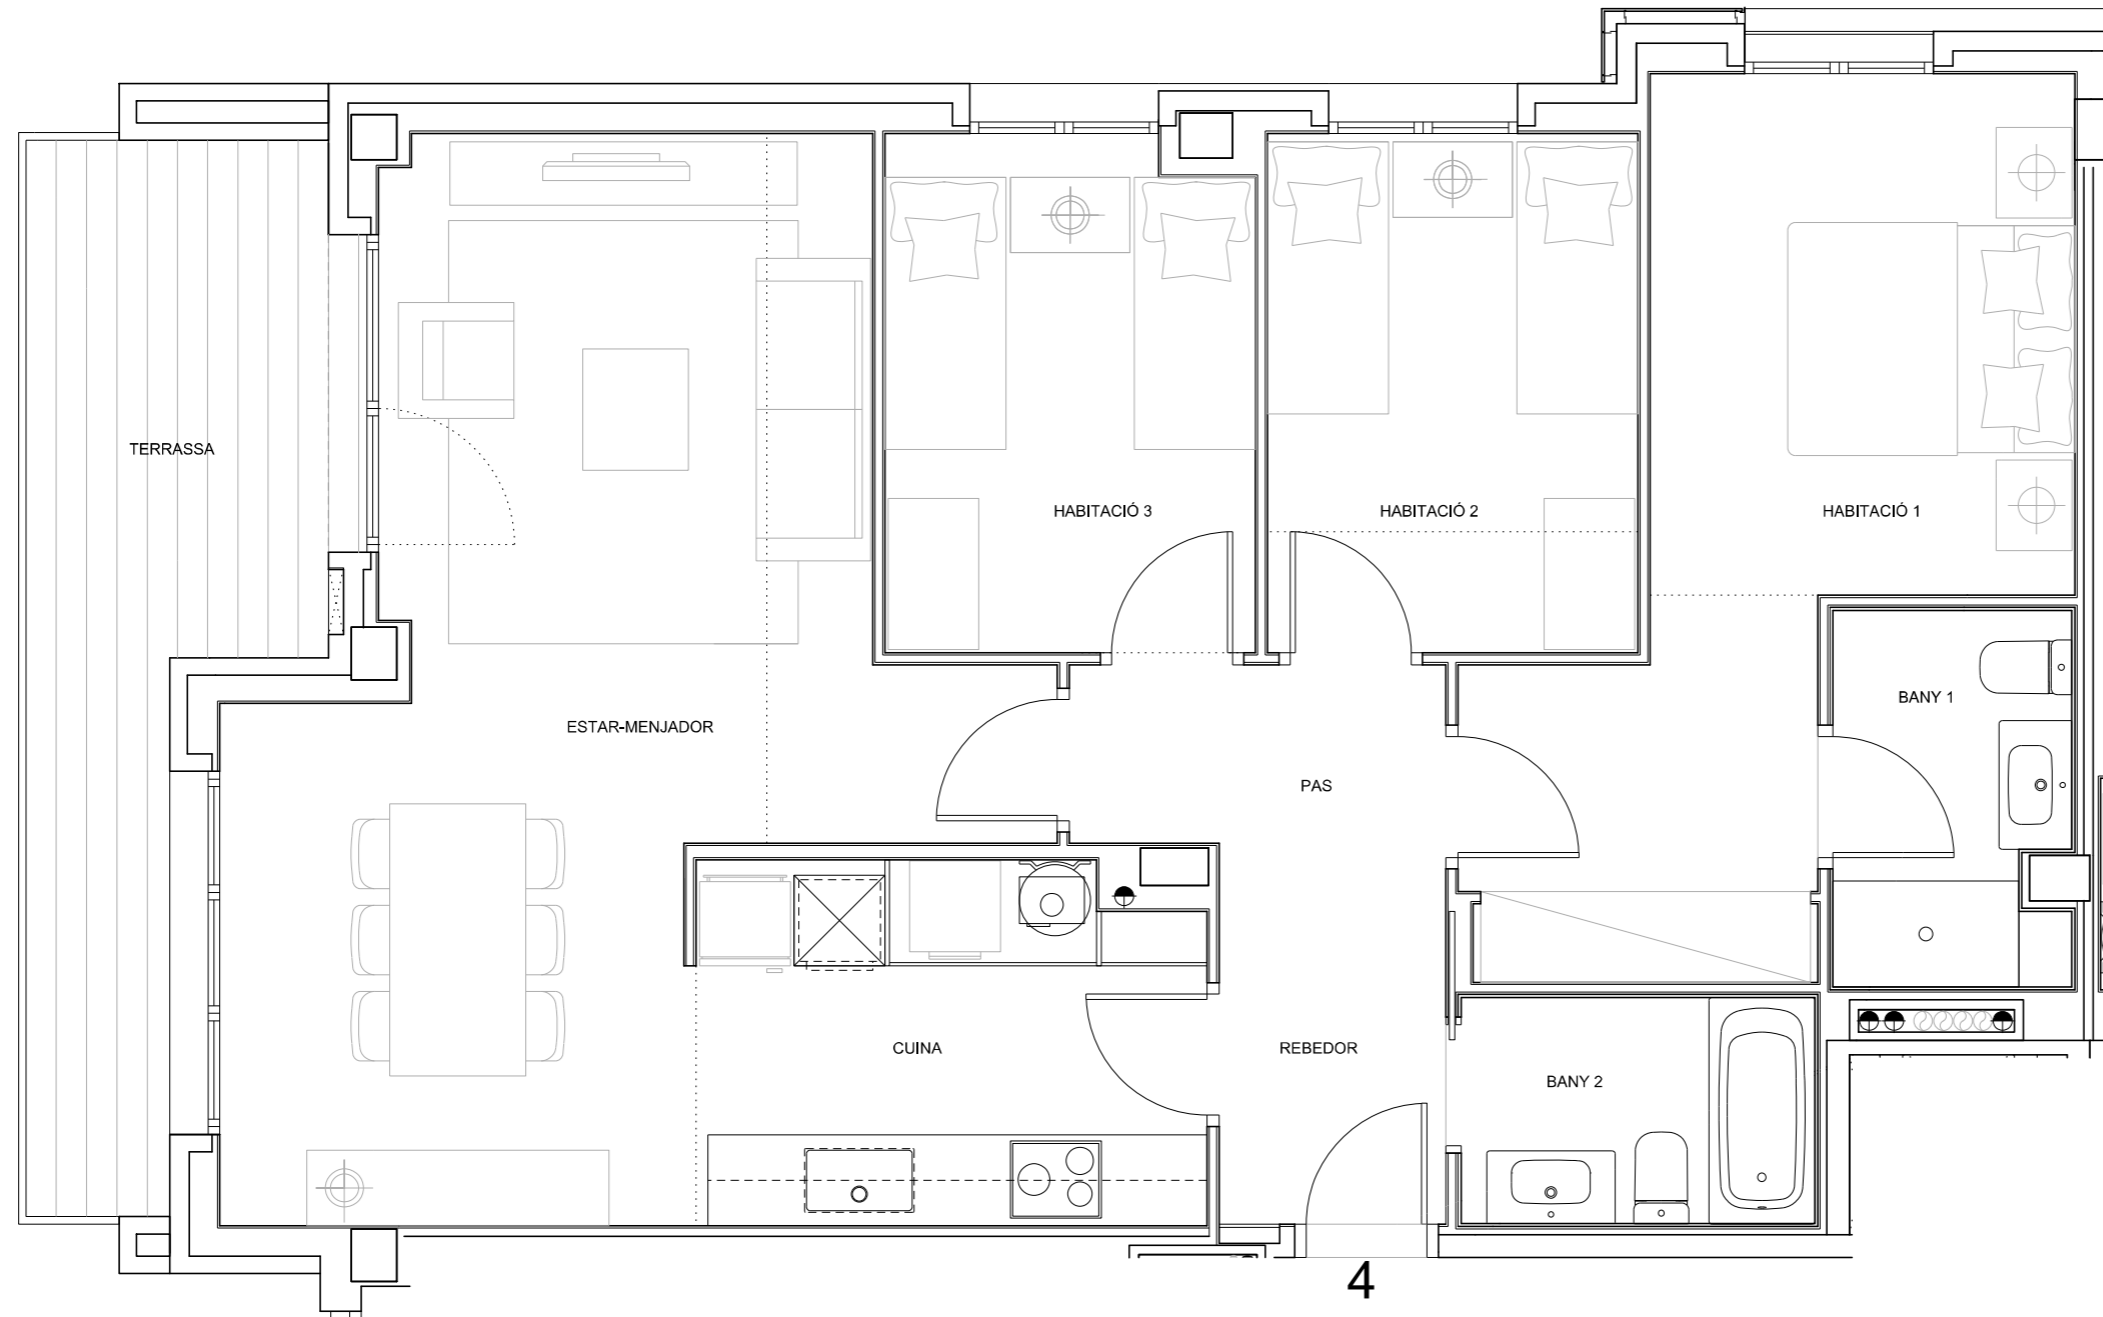 TERRASSA
HABITACIÓ 3
HABITACIÓ 2
HABITACIÓ 1
BANY 1
ESTAR-MENJADOR
PAS
CUINA
REBEDOR
BANY 2
4